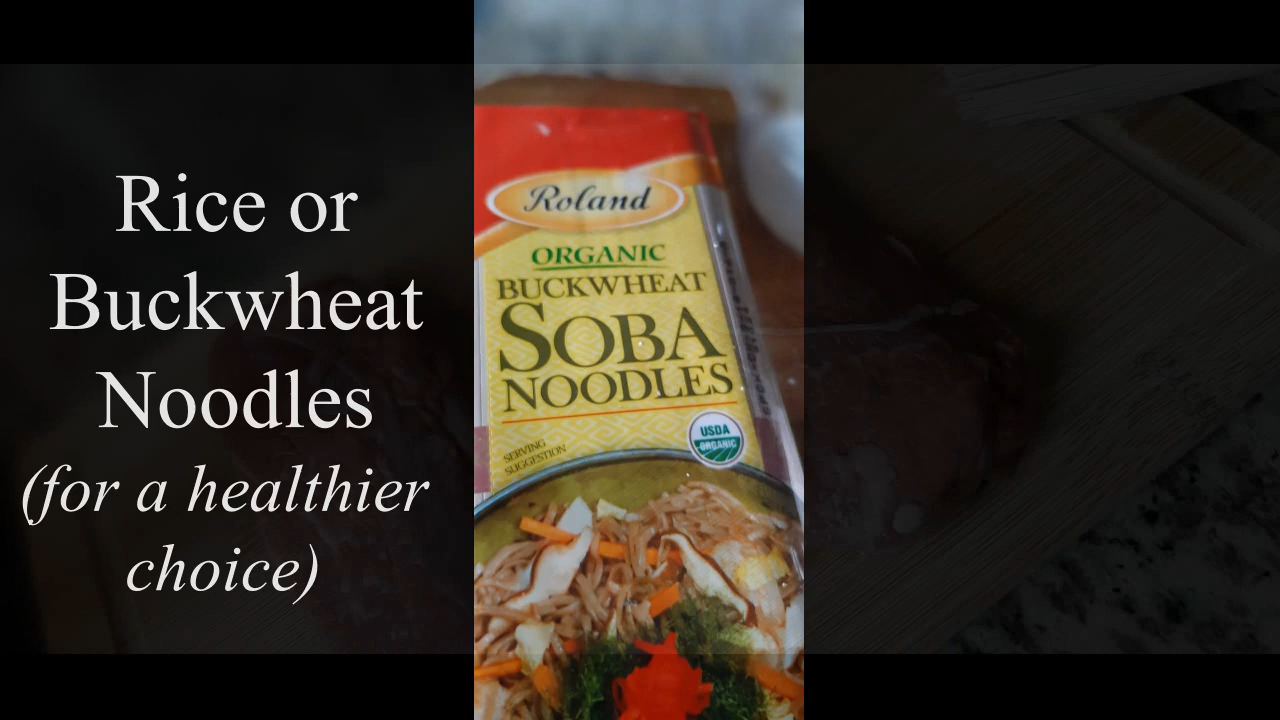 Rice or
Buckwheat
Noodles
(for a healthier
choice)
Roland
ORGANIC
BUCKWHEAT
SOBA
NOODLES
USDA
ORGANIC
SERVING
SUGGESTION